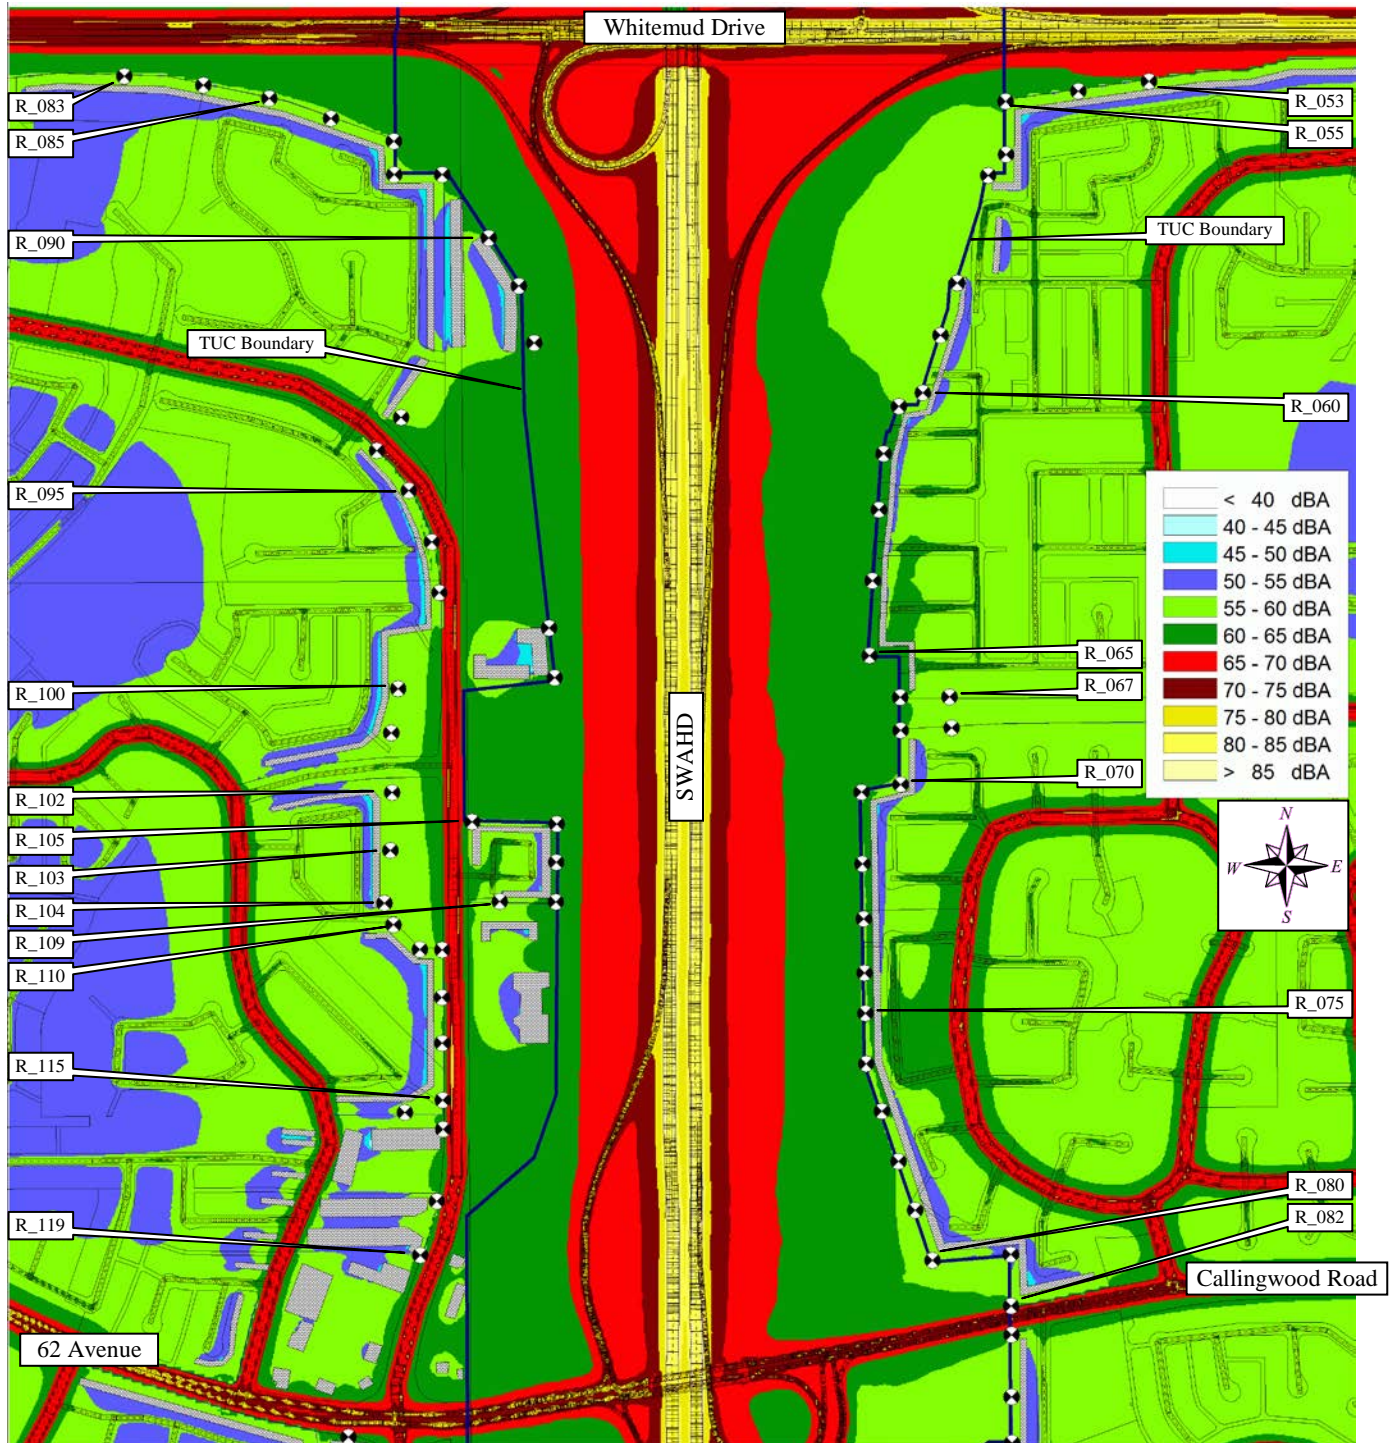 Whitemud Drive
R_083
R_085
R_053
R_055
R_090
TUC Boundary
TUC Boundary
R_060
R_095
< 40 dBA
40 - 45 dBA
45 - 50 dBA
50 - 55 dBA
55 - 60 dBA
60 - 65 dBA
65 - 70 dBA
70 - 75 dBA
75 - 80 dBA
80 - 85 dBA
> 85 dBA
R_065
R_067
R_070
R_100
SWAHD
R_102
R_105
R_103
R_104
R_109
R_110
N
W
E
S
R_075
R_115
R_080
R_082
R_119
Callingwood Road
62 Avenue